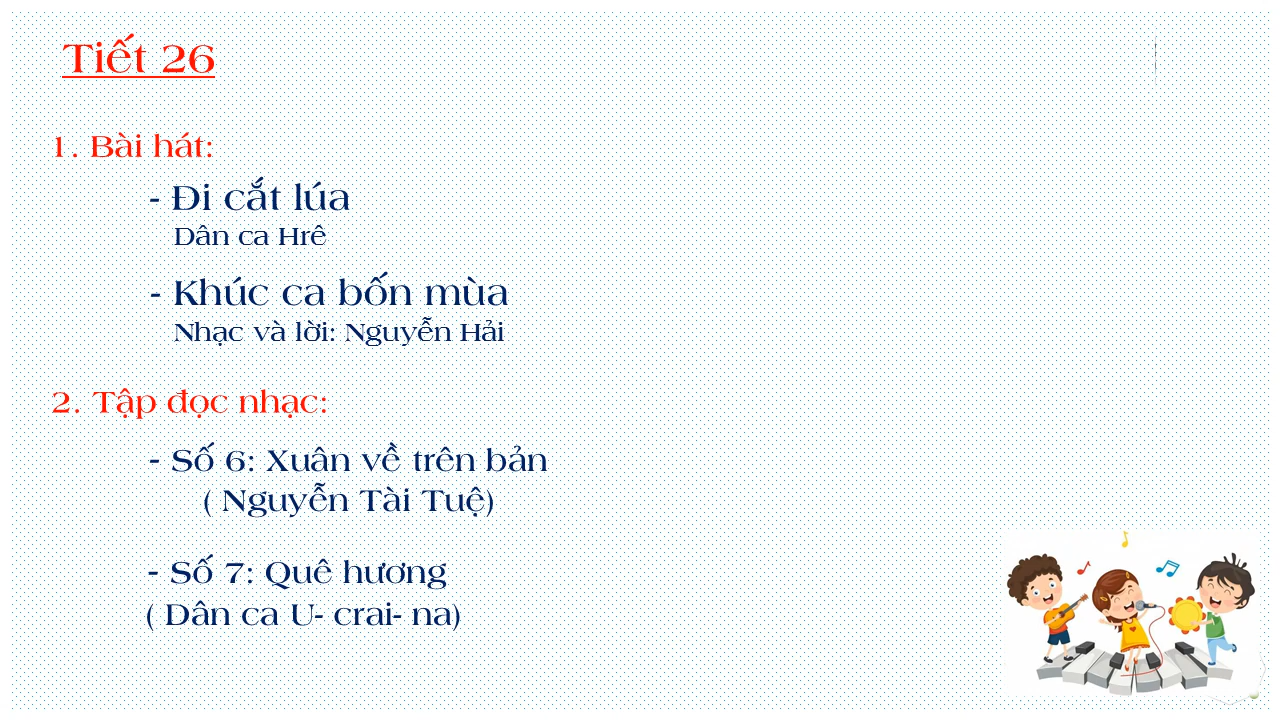 Tiết 26
1. Bài hát:
- Đi cắt lúa
Dân ca Hrê
- Khúc ca bốn mùa
Nhạc và lời: Nguyễn Hải
2. Tập đọc nhạc:
- Số 6: Xuân về trên bản
( Nguyễn Tài Tuệ)
- Số 7: Quê hương
( Dân ca U- crai- na)